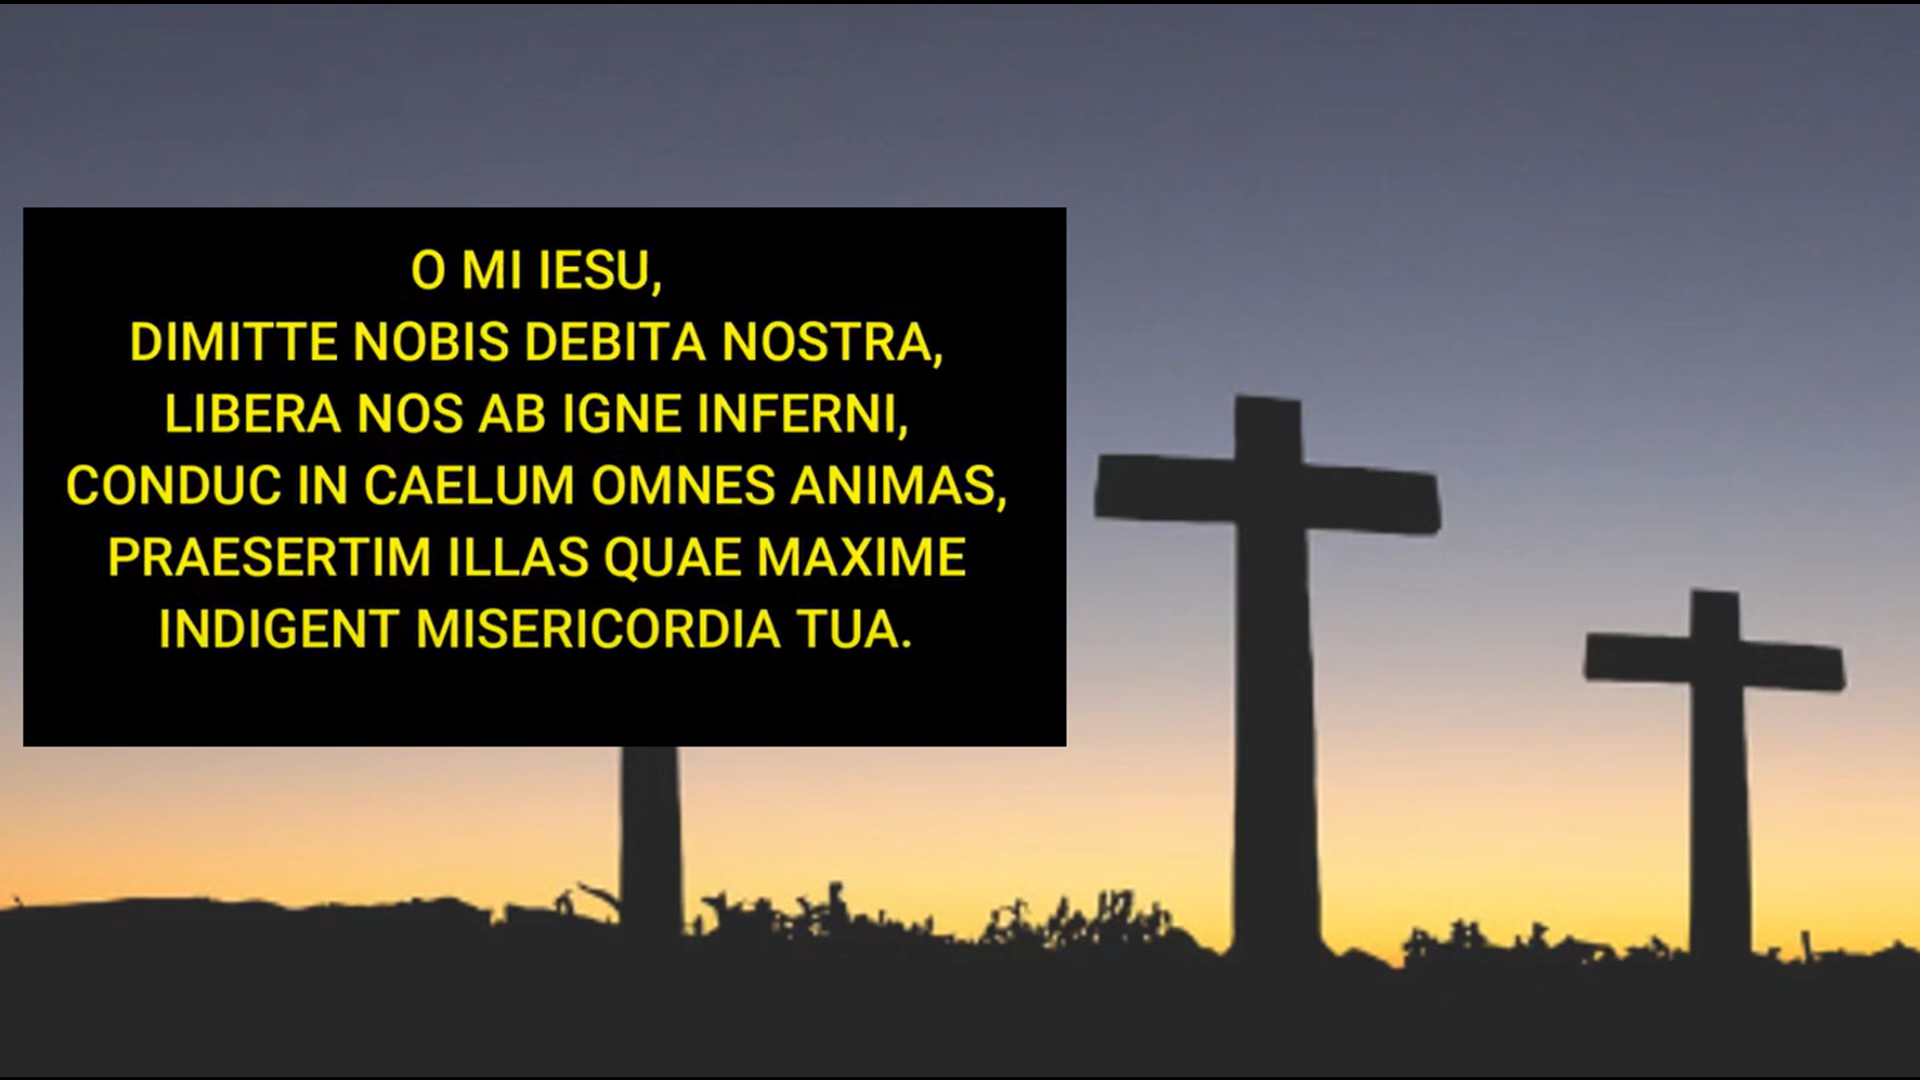 O MI IESU,
DIMITTE NOBIS DEBITA NOSTRA,
LIBERA NOS AB IGNE INFERNI,
CONDUC IN CAELUM OMNES ANIMAS,
PRAESERTIM ILLAS QUAE MAXIME
INDIGENT MISERICORDIA TUA.